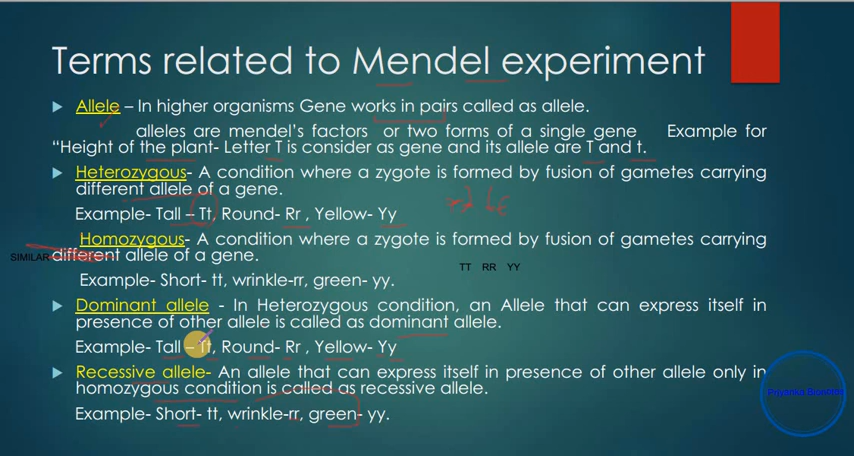 Terms related to Mendel experiment
Allele – In higher organisms Gene works in pairs called as allele.
alleles are mendel's factors or two forms of a single gene Example for
"Height of the plant- Letter T is consider as gene and its allele are T and t.
Heterozygous- A condition where a zygote is formed by fusion of gametes carrying
different allele of a gene.
Example- Tall – Tt, Round- Rr , Yellow- Yy
Homozygous- A condition where a zygote is formed by fusion of gametes carrying
SIMILAR different allele of a gene.
TT RR YY
Example- Short- tt, wrinkle-rr, green- yy.
Dominant allele - In Heterozygous condition, an Allele that can express itself in
presence of other allele is called as dominant allele.
Example- Tall – Tt, Round- Rr , Yellow- Yy
Recessive allele- An allele that can express itself in presence of other allele only in
homozygous condition is called as recessive allele.
Example- Short- tt, wrinkle-rr, green- yy.